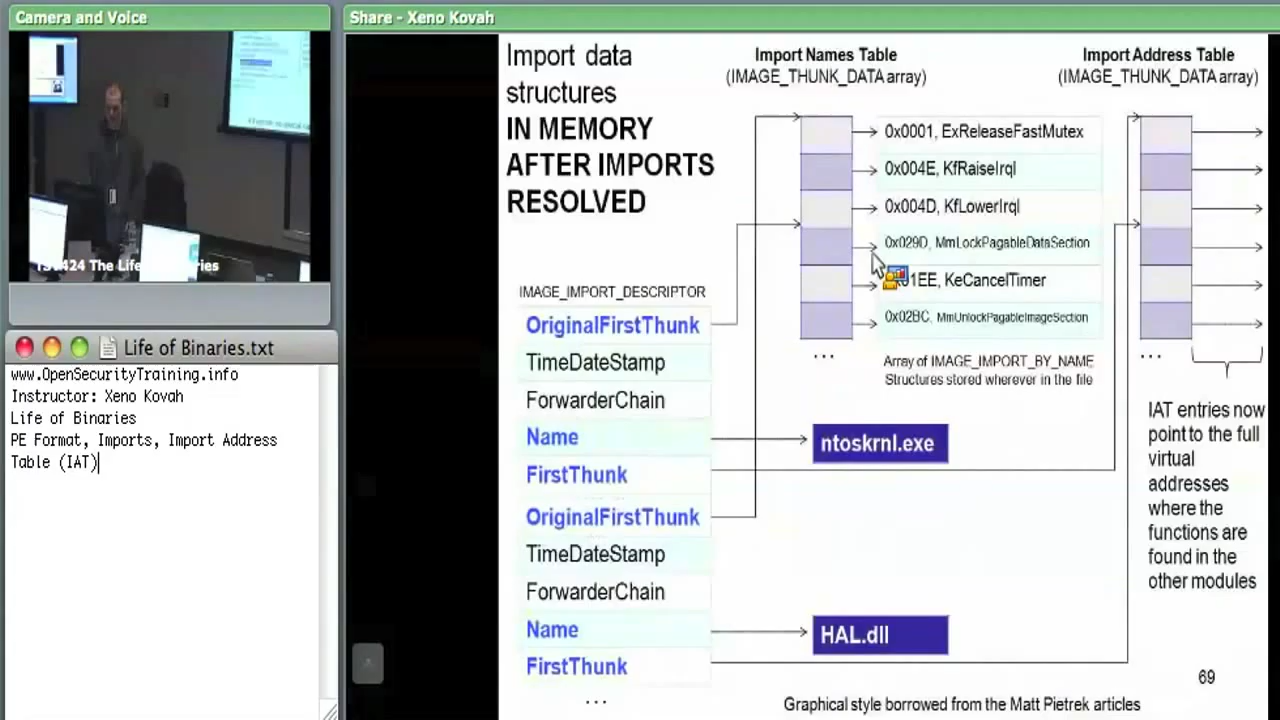 Camera and Voice
Share - Xeno Kovah
The Life
Life of Binaries.txt
www.OpenSecurityTraining.info
Instructor: Xeno Kovah
Life of Binaries
PE Format, Imports, Import Address
Table (IAT)
Import data
structures
IN MEMORY
AFTER IMPORTS
RESOLVED
Import Names Table
(IMAGE_THUNK_DATA array)
Import Address Table
(IMAGE_THUNK_DATA array)
0x0001, ExReleaseFastMutex
0x004E, KfRaiseIrql
0x004D, KfLowerIrql
0x029D, MmLockPagableDataSection
1EE, KeCancelTimer
0x02BC, MmUnlockPagableImageSection
...
...
Array of IMAGE_IMPORT_BY_NAME
Structures stored wherever in the file
IMAGE_IMPORT_DESCRIPTOR
OriginalFirstThunk
TimeDateStamp
ForwarderChain
Name
FirstThunk
OriginalFirstThunk
TimeDateStamp
ForwarderChain
Name
FirstThunk
...
ntoskrnl.exe
HAL.dll
IAT entries now
point to the full
virtual
addresses
where the
functions are
found in the
other modules
69
Graphical style borrowed from the Matt Pietrek articles